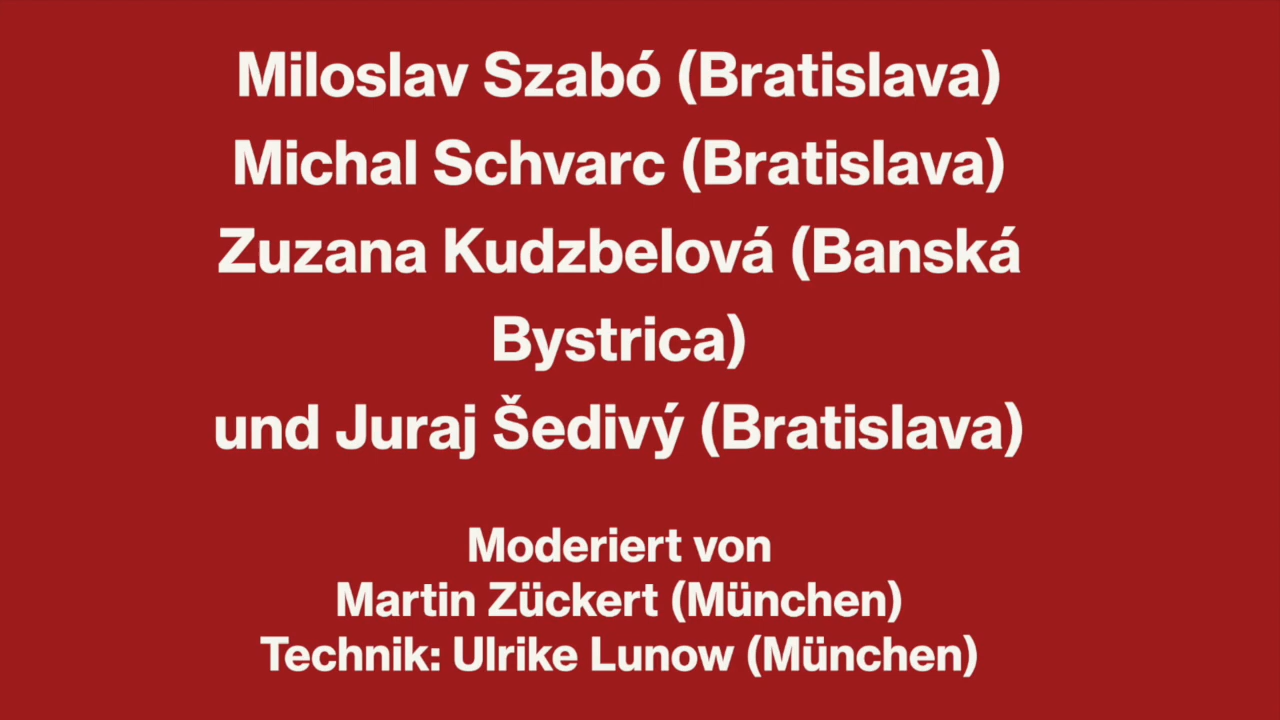 Miloslav Szabó (Bratislava)
Michal Schvarc (Bratislava)
Zuzana Kudzbelová (Banská
Bystrica)
und Juraj Šedivý (Bratislava)
Moderiert von
Martin Zückert (München)
Technik: Ulrike Lunow (München)